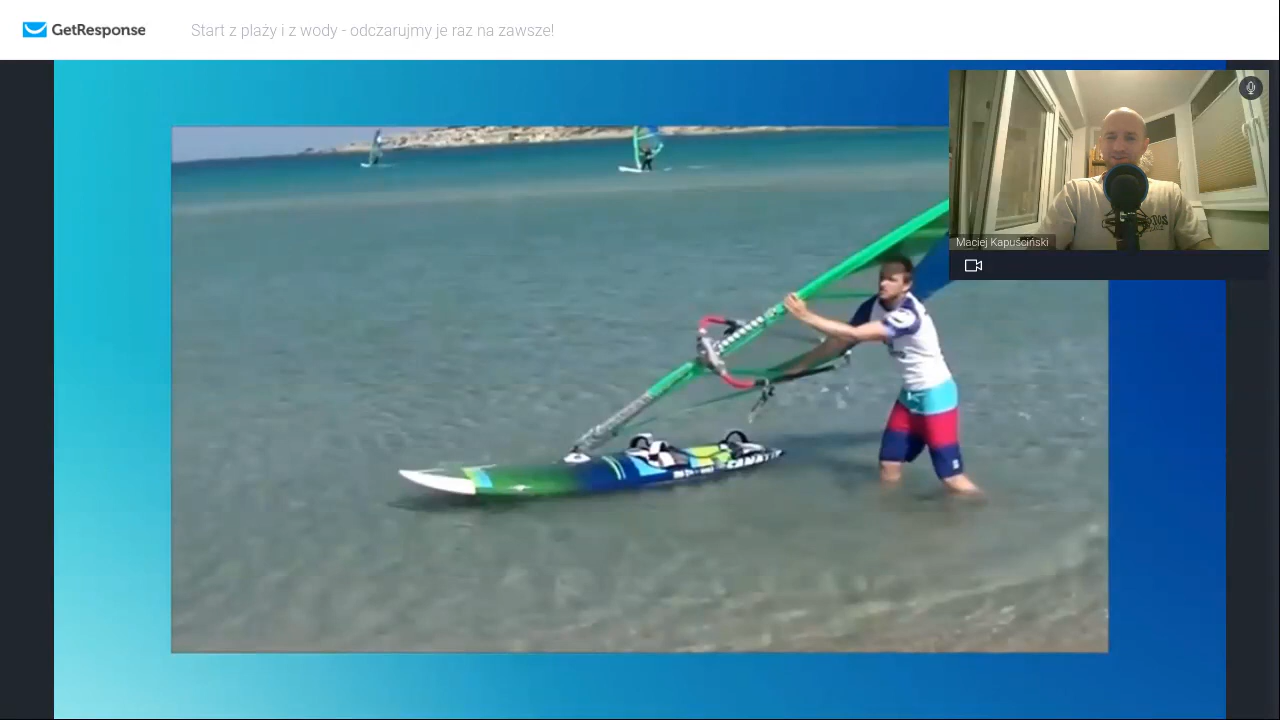 GetResponse
Start z plaży i z wody - odczarujmy je raz na zawsze!
Maciej Kapuściński